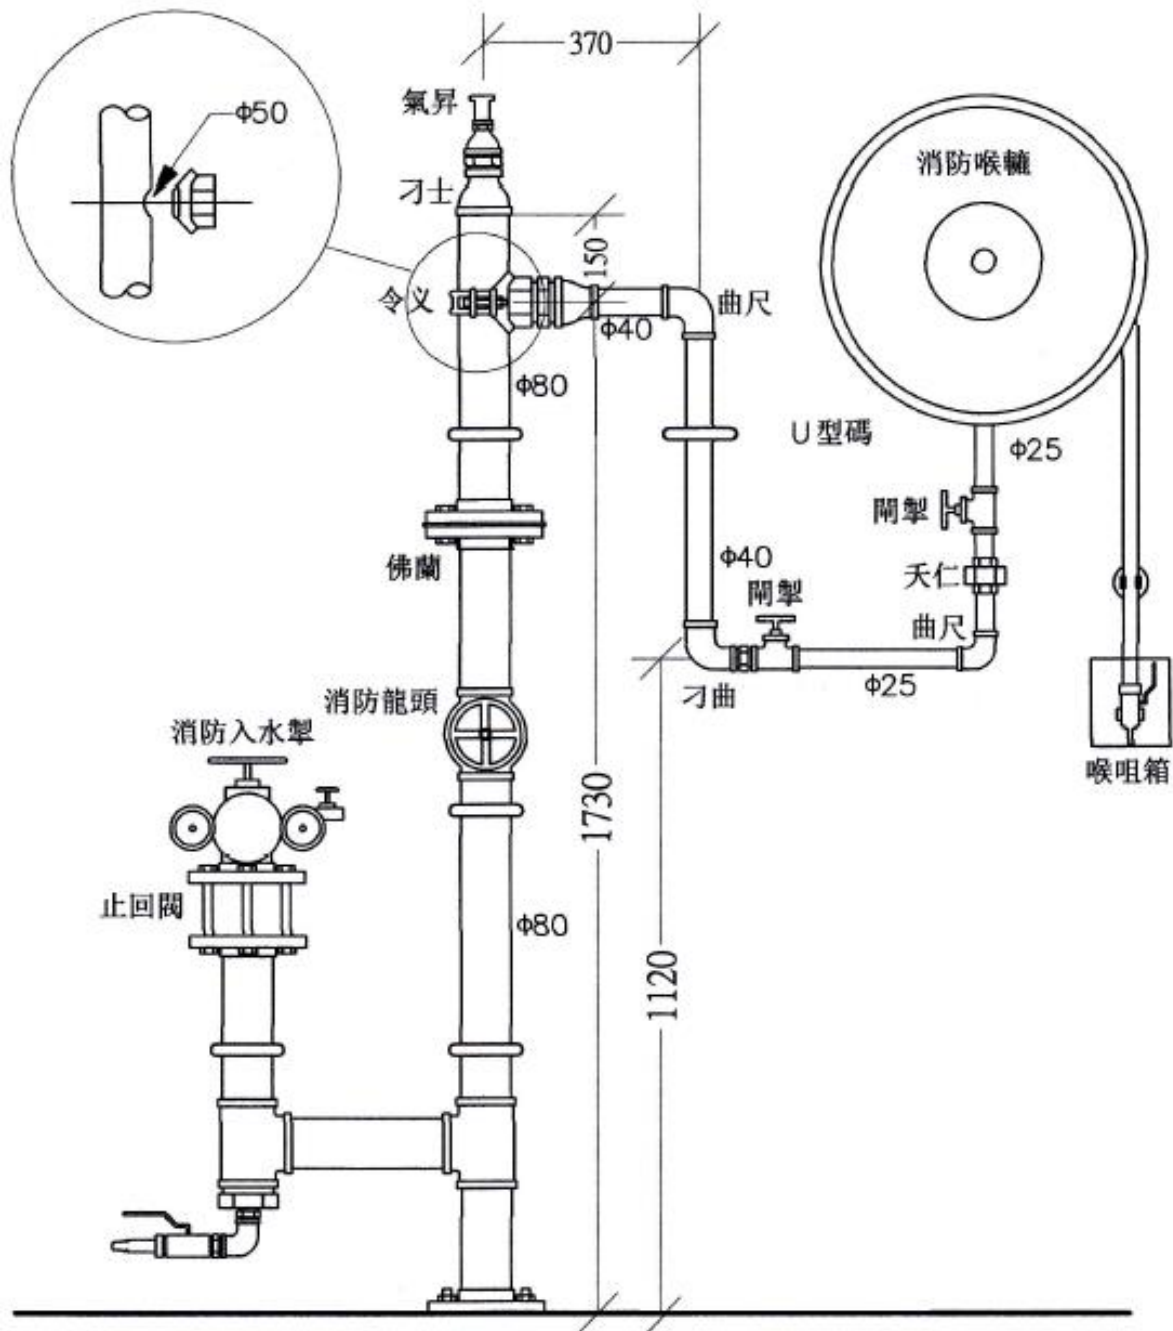 370
氣昇
Φ50
消防喉轆
刁士
150
令义
曲尺
Φ40
Φ80
U型碼
Φ25
閘掣
佛蘭
Φ40
天仁
閘掣
曲尺
Φ25
刁曲
消防龍頭
消防入水掣
喉咀箱
1730
止回閥
Φ80
1120